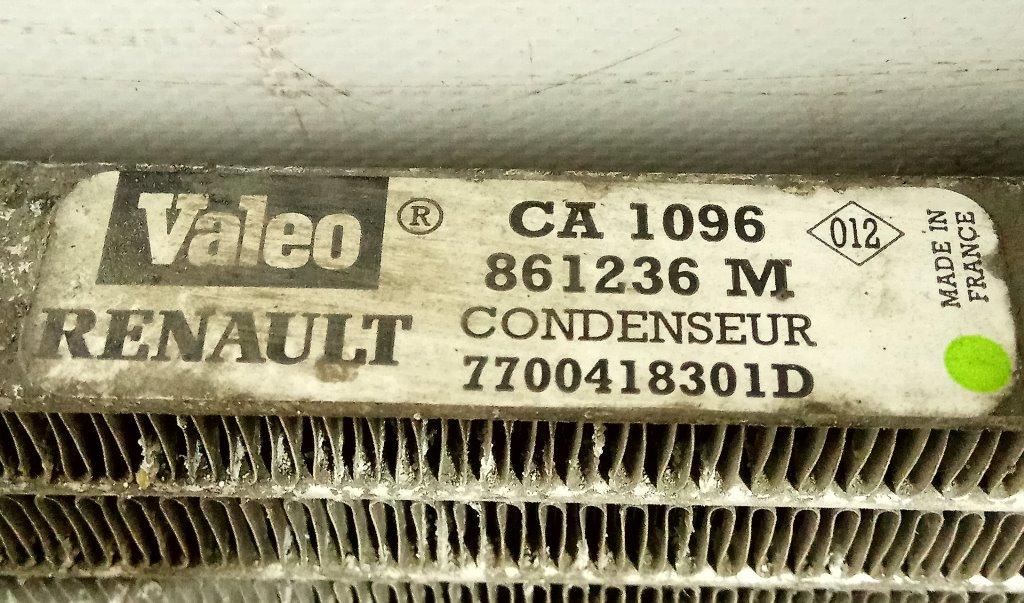 Valeo ®
RENAULT
CA 1096
861236 M
CONDENSEUR
7700418301D
012
MADE IN
FRANCE